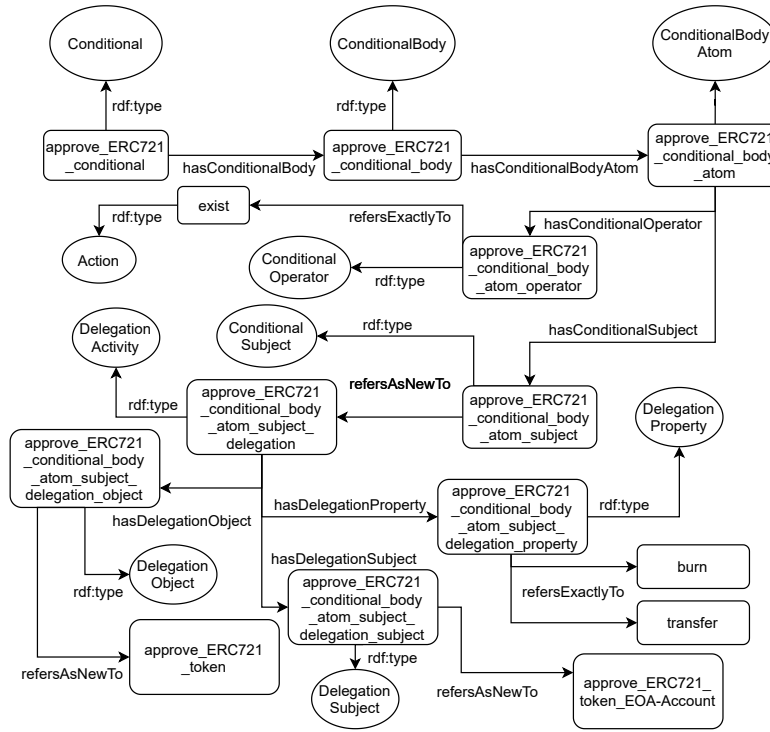 Conditional
ConditionalBody
ConditionalBody
Atom
rdf:type
rdf:type
approve_ERC721
_conditional
hasConditionalBody
approve_ERC721
_conditional_body
hasConditionalBodyAtom
approve_ERC721
_conditional_body
_atom
rdf:type
exist
refersExactlyTo
hasConditionalOperator
Action
Conditional
Operator
rdf:type
approve_ERC721
_conditional_body
_atom_operator
Delegation
Activity
Conditional
Subject
rdf:type
hasConditionalSubject
rdf:type
approve_ERC721
_conditional_body
_atom_subject_
delegation
refersAsNewTo
approve_ERC721
_conditional_body
_atom_subject
Delegation
Property
approve_ERC721
_conditional_body
_atom_subject_
delegation_object
hasDelegationObject
hasDelegationProperty
approve_ERC721
_conditional_body
_atom_subject_
delegation_property
rdf:type
Delegation
Object
rdf:type
hasDelegationSubject
approve_ERC721
_conditional_body
_atom_subject_
delegation_subject
refersExactlyTo
burn
transfer
refersAsNewTo
approve_ERC721
_token
rdf:type
Delegation
Subject
refersAsNewTo
approve_ERC721_
token_EOA-Account